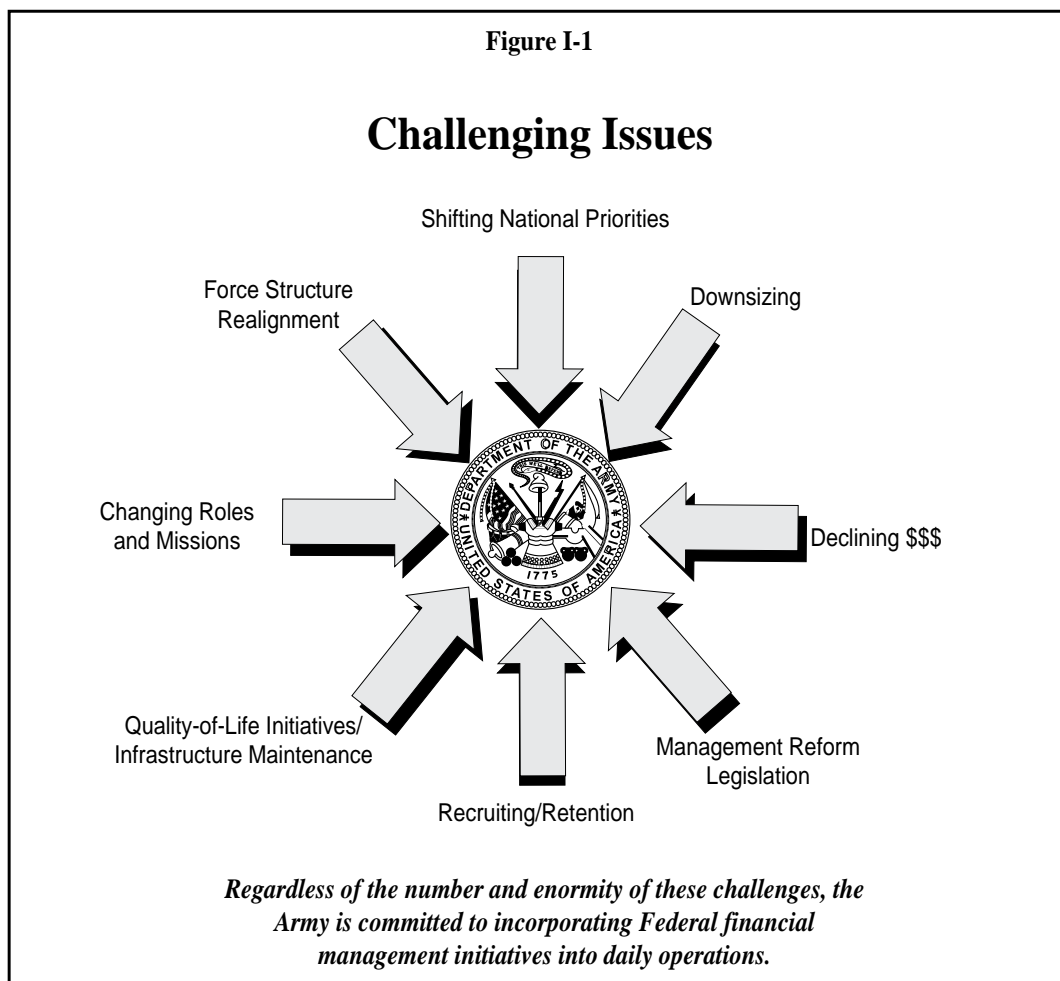 Figure I-1
Challenging Issues
Shifting National Priorities
Force Structure
Realignment
Downsizing
Changing Roles
and Missions
DEPARTMENT OF THE ARMY
UNITED STATES OF AMERICA
1775
Declining $$$
Quality-of-Life Initiatives/
Infrastructure Maintenance
Management Reform
Legislation
Recruiting/Retention
Regardless of the number and enormity of these challenges, the
Army is committed to incorporating Federal financial
management initiatives into daily operations.